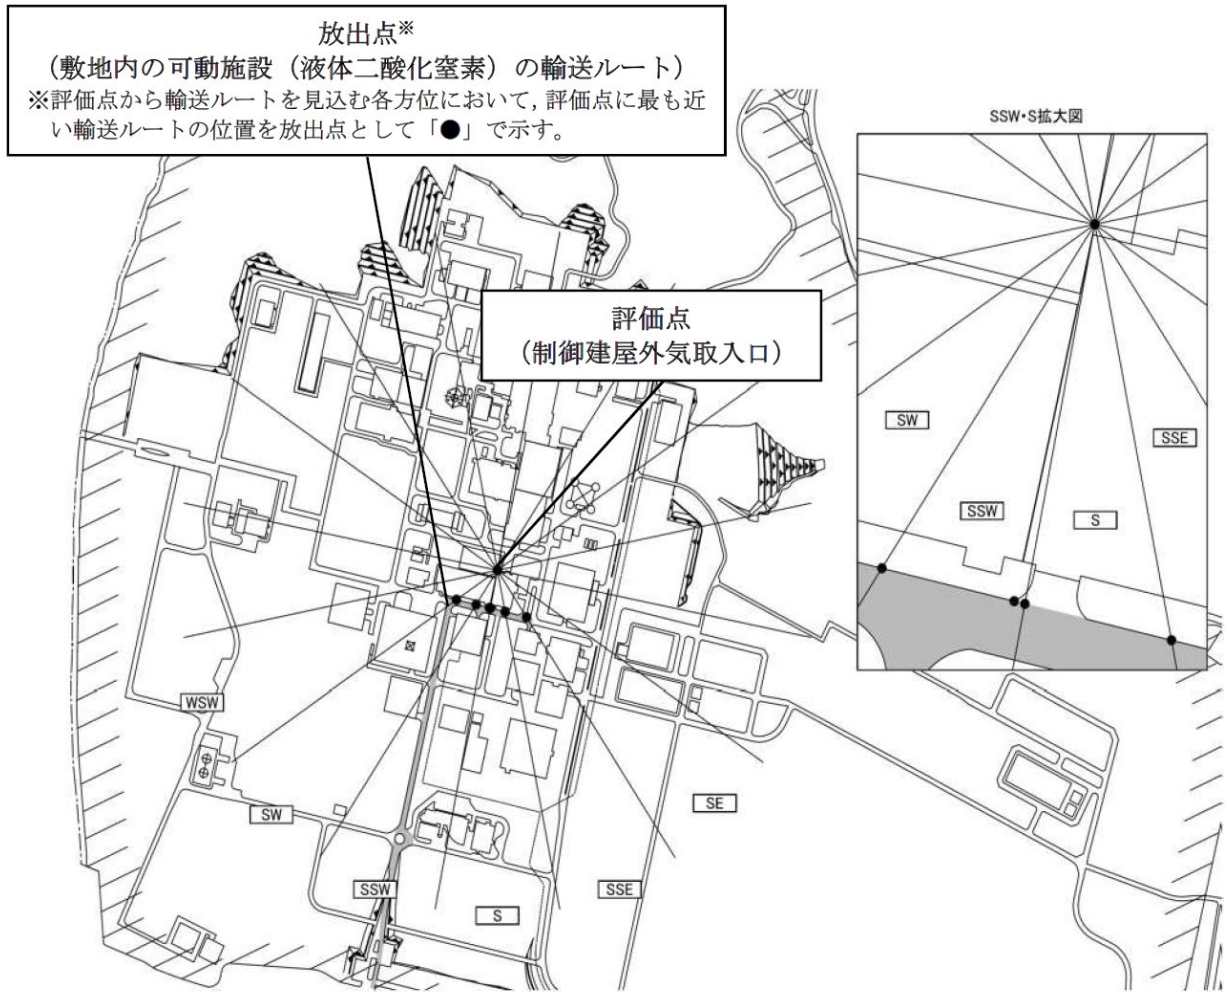 放出点※
（敷地内の可動施設（液体二酸化窒素）の輸送ルート）
※評価点から輸送ルートを見込む各方位において，評価点に最も近
い輸送ルートの位置を放出点として「●」で示す。
SSW・S拡大図
評価点
（制御建屋外気取入口）
SW
SSE
SSW
S
WSW
SW
SE
SSW
SSE
S